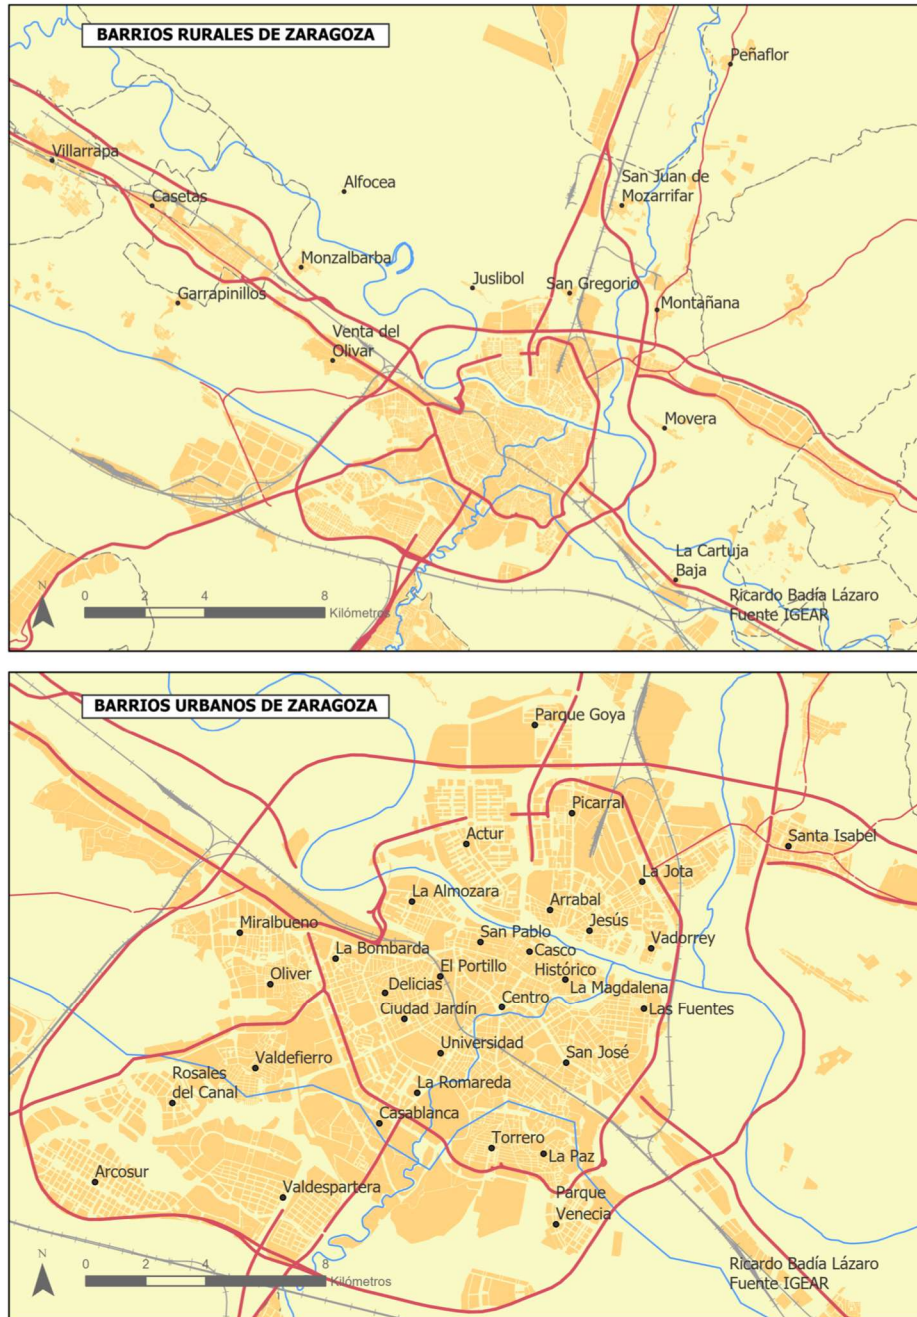 BARRIOS RURALES DE ZARAGOZA
Peñaflor
Villarrapa
Alfocea
San Juan de
Mozarrifar
Casetas
Monzalbarba
Juslibol
San Gregorio
Garrapinillos
Montañana
Venta del
Olivar
Movera
La Cartuja
Baja
Ricardo Badía Lázaro
Fuente IGEAR
N
0 2 4 8 Kilómetros
BARRIOS URBANOS DE ZARAGOZA
Parque Goya
Picarral
Actur
Santa Isabel
La Jota
La Almozara
Arrabal
Jesús
Miralbueno
San Pablo
Vadorrey
La Bombarda
Casco
Histórico
El Portillo
Oliver
Delicias
La Magdalena
Centro
Las Fuentes
Ciudad Jardín
Universidad
San José
Valdefierro
Rosales
del Canal
La Romareda
Casablanca
Torrero
La Paz
Arcosur
Valdespartera
Parque
Venecia
Ricardo Badía Lázaro
Fuente IGEAR
N
0 2 4 8 Kilómetros